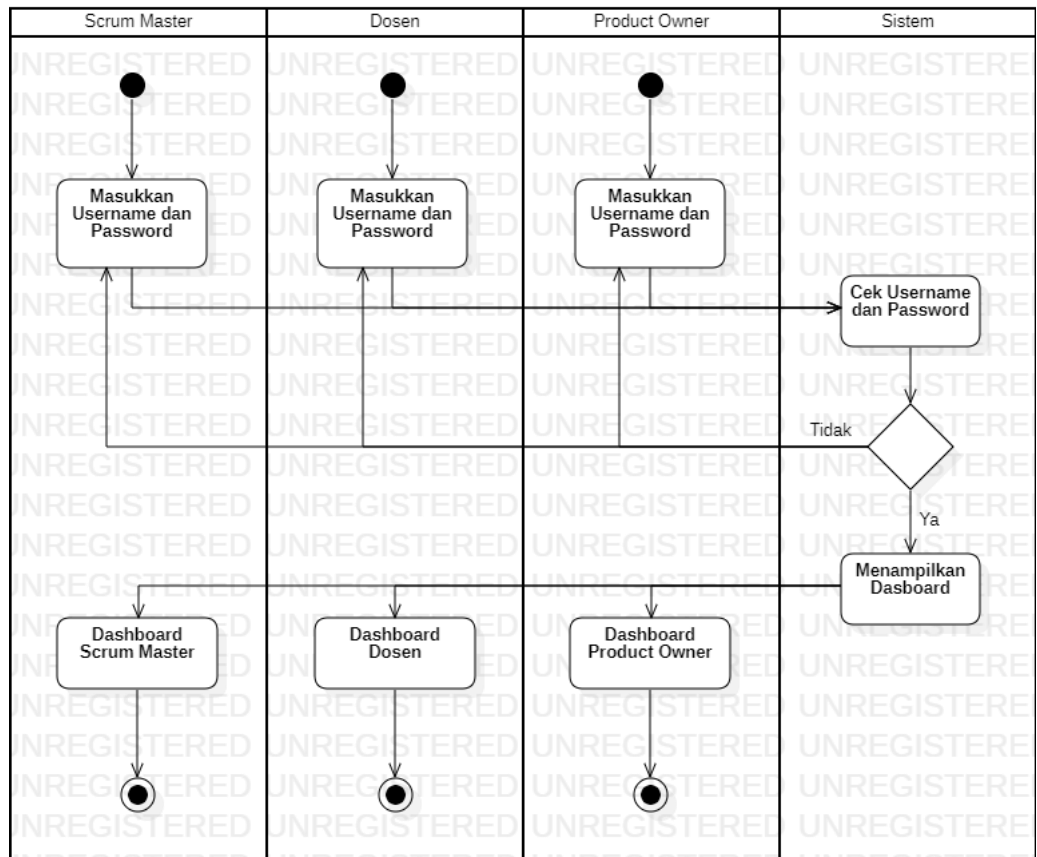 Scrum Master
Dosen
Product Owner
Sistem
Masukkan
Username dan
Password
Masukkan
Username dan
Password
Masukkan
Username dan
Password
Cek Username
dan Password
Tidak
Ya
Menampilkan
Dasboard
Dashboard
Scrum Master
Dashboard
Dosen
Dashboard
Product Owner
UNREGISTERED